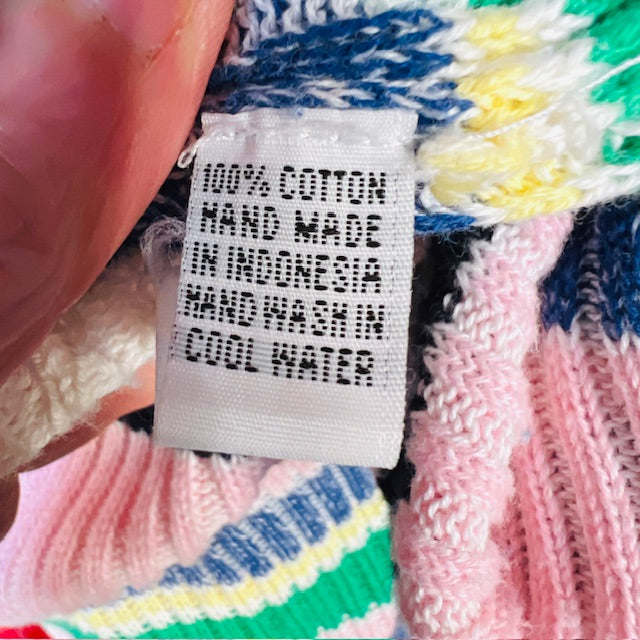 100% COTTON
HAND MADE
IN INDONESIA
HAND WASH IN
COOL WATER